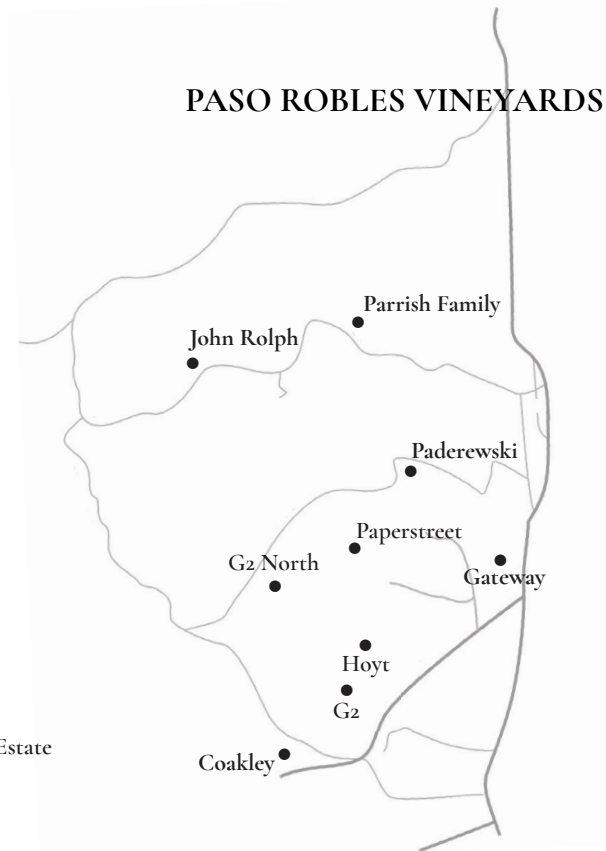 PASO ROBLES VINEYARDS
Parrish Family
John Rolph
Paderewski
Paperstreet
G2 North
Gateway
Hoyt
G2
Estate
Coakley